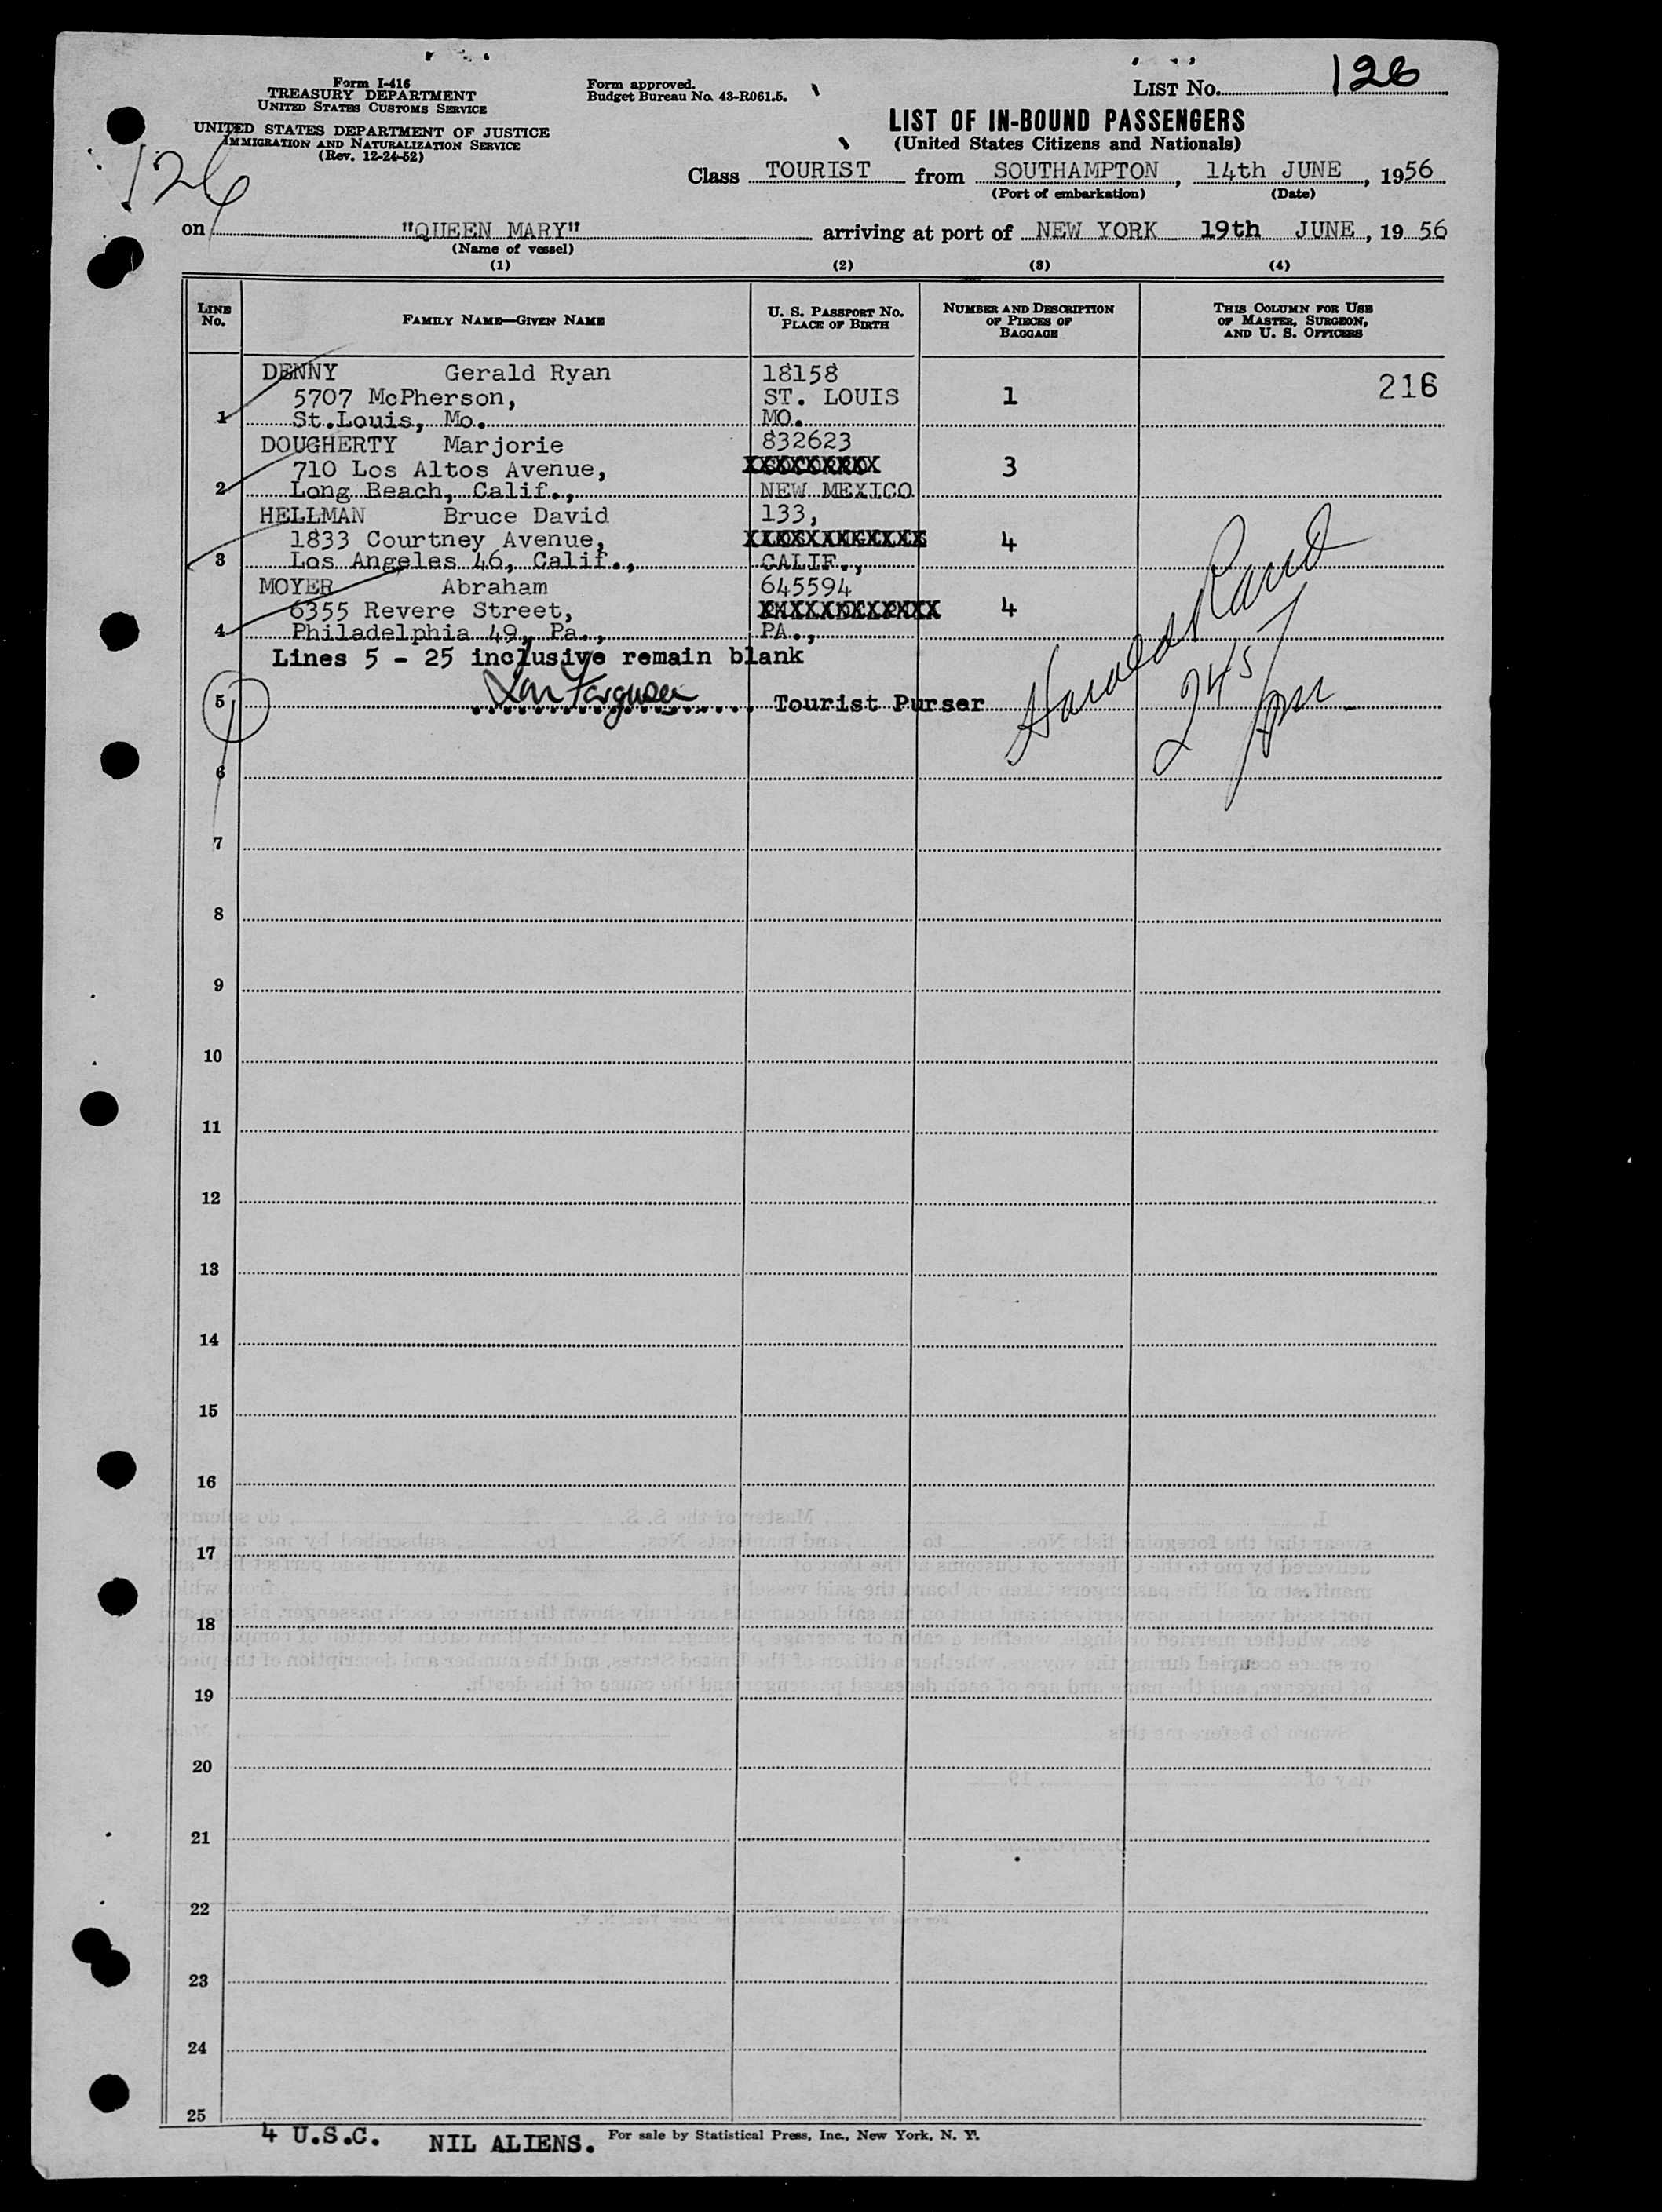 Form I-416
TREASURY DEPARTMENT
UNITED STATES CUSTOMS SERVICE
UNITED STATES DEPARTMENT OF JUSTICE
IMMIGRATION AND NATURALIZATION SERVICE
(Rev. 12-24-52)
126
Form approved.
Budget Bureau No. 43-R061.5.
LIST No. 126
LIST OF IN-BOUND PASSENGERS
(United States Citizens and Nationals)
Class TOURIST from SOUTHAMPTON, 14th JUNE, 1956
(Port of embarkation) (Date)
on "QUEEN MARY" arriving at port of NEW YORK 19th JUNE, 1956
(Name of vessel)
(1) (2) (3) (4)
LINE No. FAMILY NAME—GIVEN NAME U. S. PASSPORT No. PLACE OF BIRTH NUMBER AND DESCRIPTION OF PIECES OF BAGGAGE THIS COLUMN FOR USE OF MASTER, SURGEON, AND U. S. OFFICERS
DENNY Gerald Ryan 18158 216
5707 McPherson, ST. LOUIS 1
1 St.Louis, Mo. MO.
DOUGHERTY Marjorie 832623
710 Los Altos Avenue, 3
2 Long Beach, Calif., NEW MEXICO
HELLMAN Bruce David 133,
1833 Courtney Avenue, 4
3 Los Angeles 46, Calif., CALIF.,
MOYER Abraham 645594
6355 Revere Street, 4
4 Philadelphia 49, Pa., PA.,
Lines 5 - 25 inclusive remain blank
5 Ferguson Tourist Purser
Harold
245
pm
6
7
8
9
10
11
12
13
14
15
16
17
18
19
20
21
22
23
24
25
4 U.S.C. NIL ALIENS. For sale by Statistical Press, Inc., New York, N. Y.